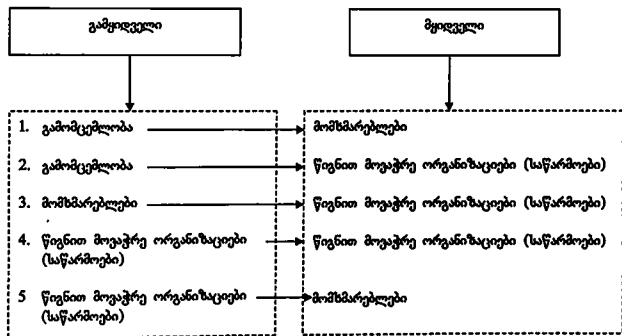 გამყიდველი მყიდველი
1. გამომცემლობა მომხმარებლები
2. გამომცემლობა წიგნით მოვაჭრე ორგანიზაციები (საწარმოები)
3. მომხმარებლები წიგნით მოვაჭრე ორგანიზაციები (საწარმოები)
4. წიგნით მოვაჭრე ორგანიზაციები წიგნით მოვაჭრე ორგანიზაციები (საწარმოები)
(საწარმოები)
5 წიგნით მოვაჭრე ორგანიზაციები მომხმარებლები
(საწარმოები)